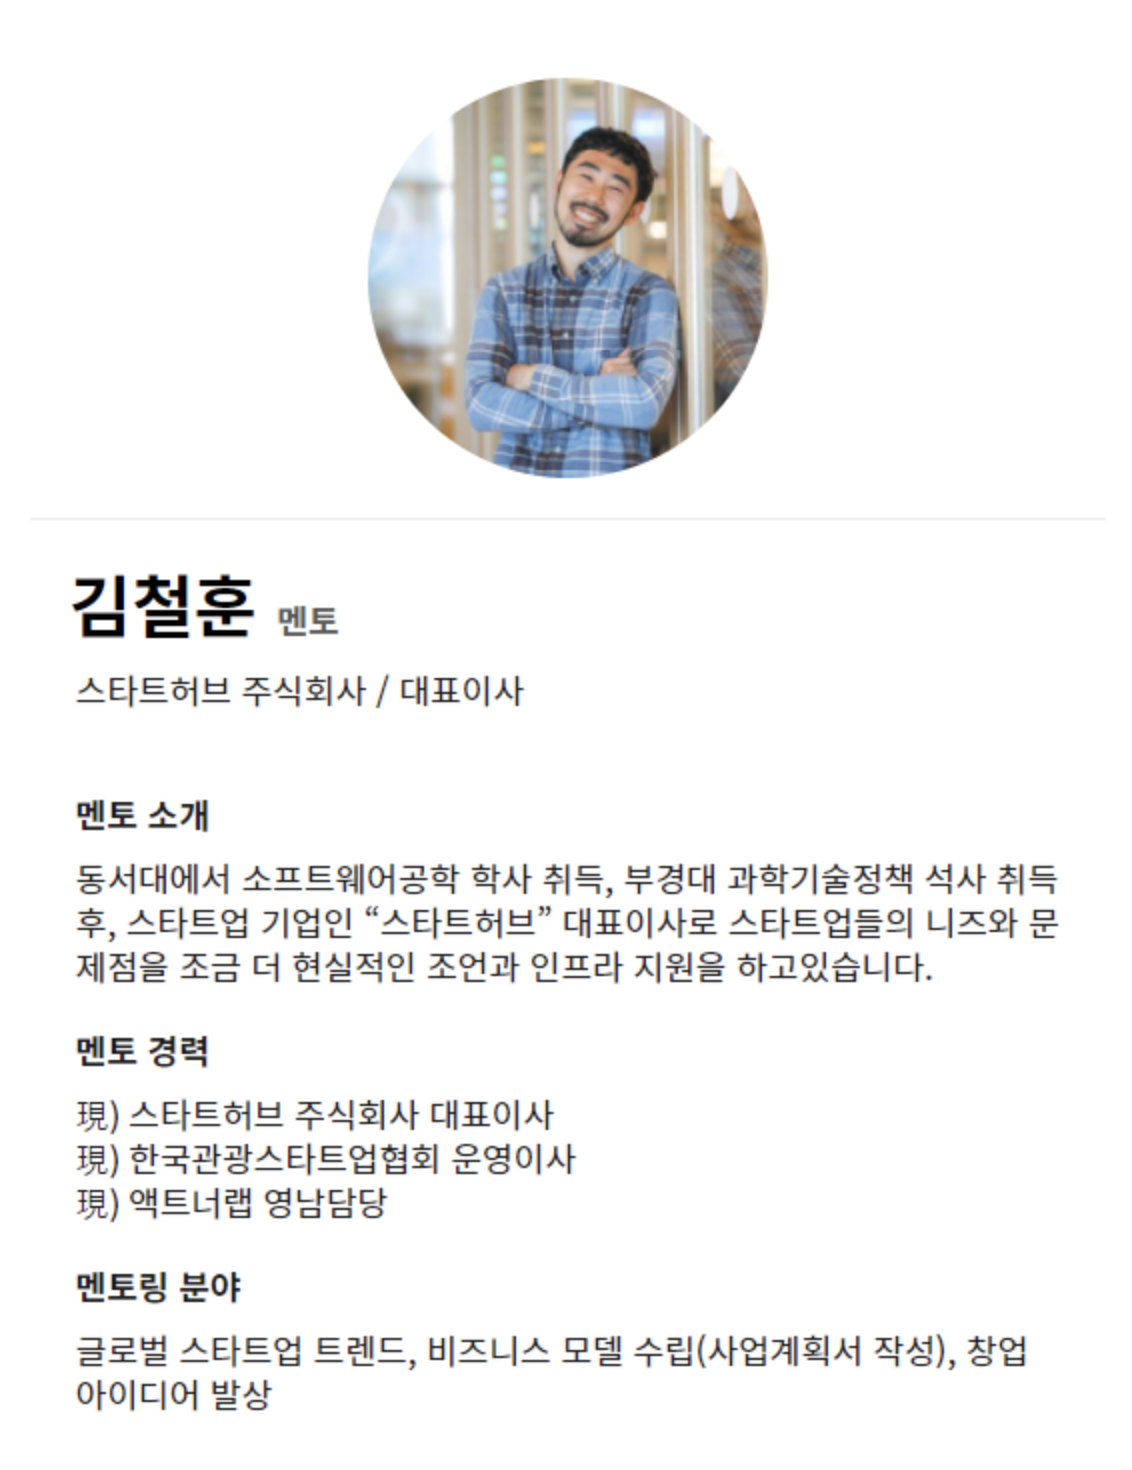 김철훈 멘토
스타트허브 주식회사 / 대표이사
멘토 소개
동서대에서 소프트웨어공학 학사 취득, 부경대 과학기술정책 석사 취득
후, 스타트업 기업인 “스타트허브” 대표이사로 스타트업들의 니즈와 문
제점을 조금 더 현실적인 조언과 인프라 지원을 하고있습니다.
멘토 경력
現) 스타트허브 주식회사 대표이사
現) 한국관광스타트업협회 운영이사
現) 액트너랩 영남담당
멘토링 분야
글로벌 스타트업 트렌드, 비즈니스 모델 수립(사업계획서 작성), 창업
아이디어 발상